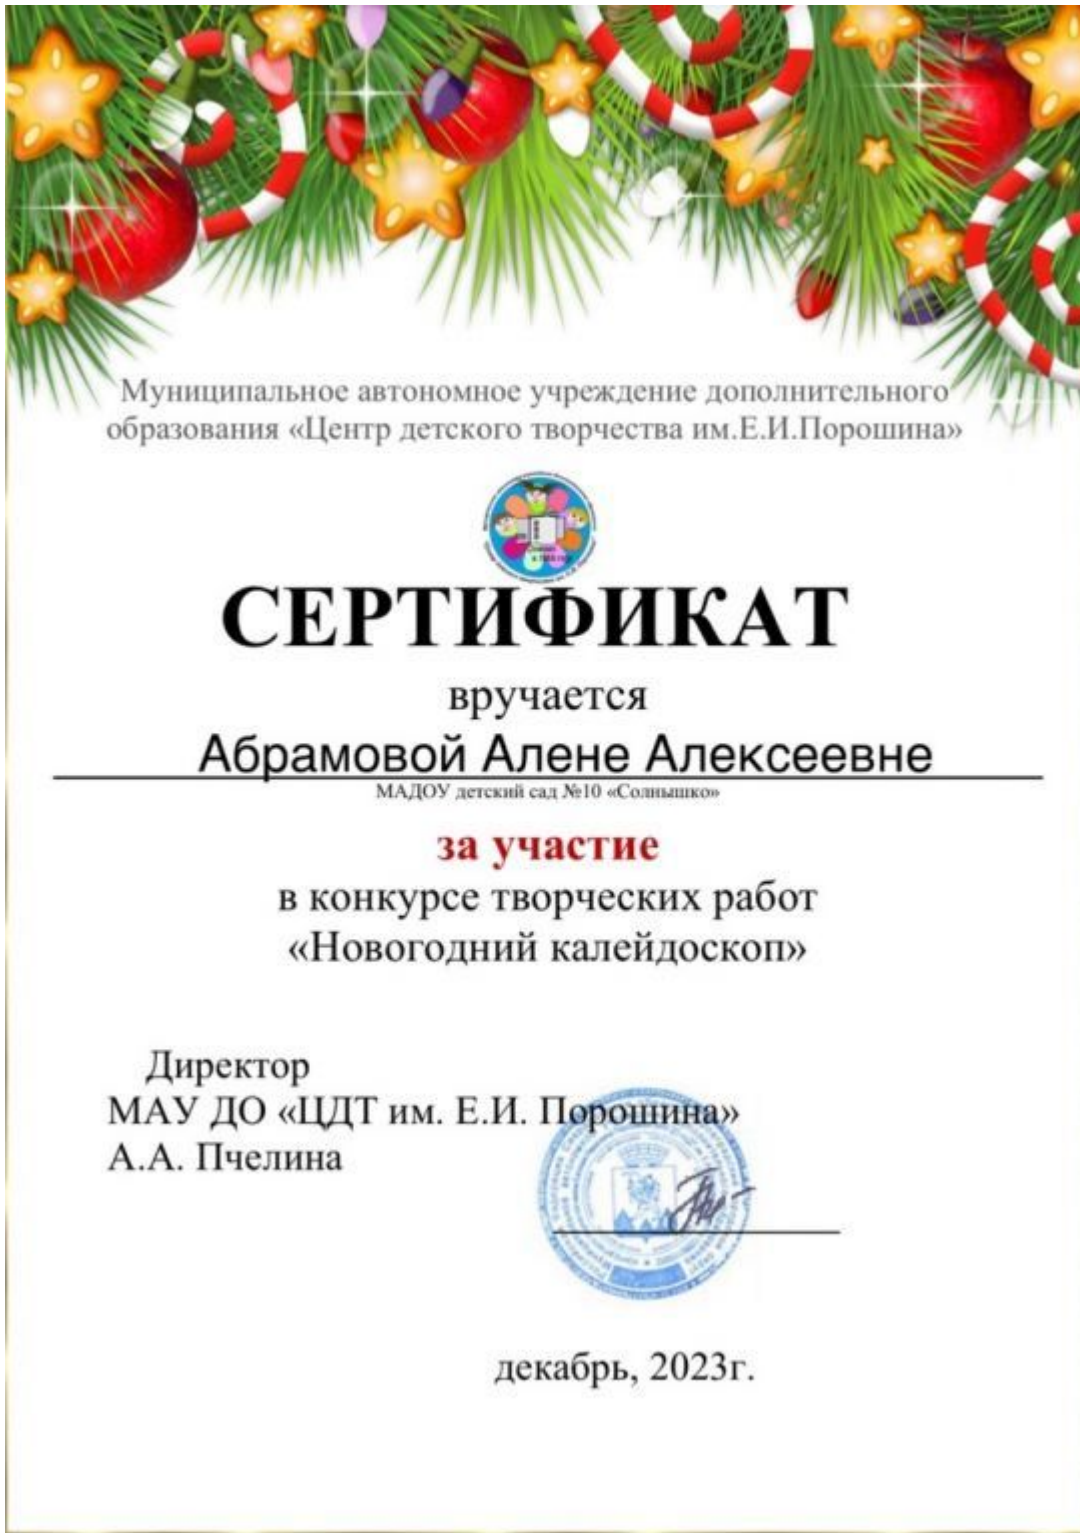 Муниципальное автономное учреждение дополнительного
образования «Центр детского творчества им.Е.И.Порошина»
СЕРТИФИКАТ
вручается
Абрамовой Алене Алексеевне
МАДОУ детский сад №10 «Солнышко»
за участие
в конкурсе творческих работ
«Новогодний калейдоскоп»
Директор
МАУ ДО «ЦДТ им. Е.И. Порошина»
А.А. Пчелина
декабрь, 2023г.